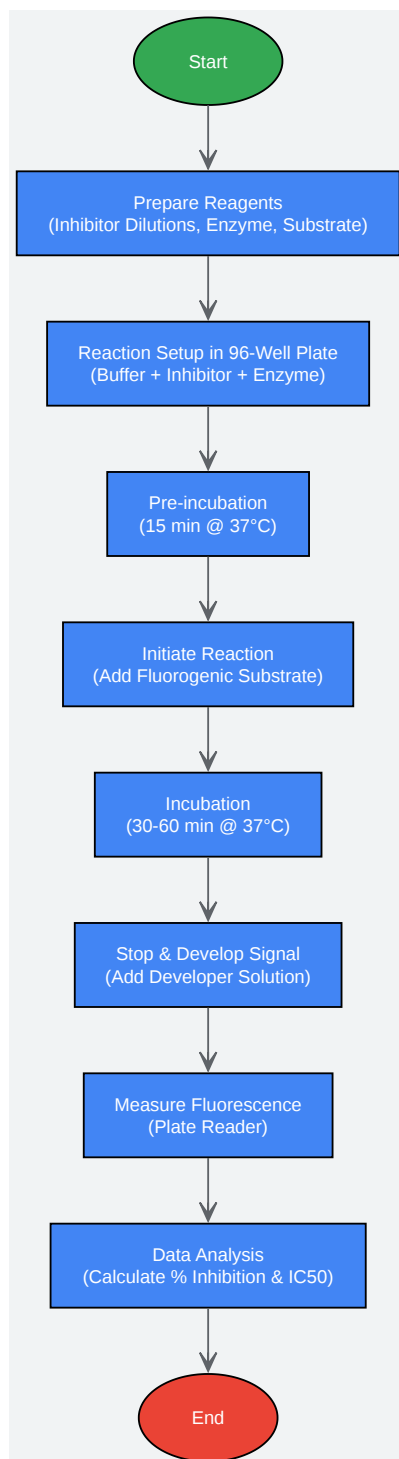 Start
Prepare Reagents
(Inhibitor Dilutions, Enzyme, Substrate)
Reaction Setup in 96-Well Plate
(Buffer + Inhibitor + Enzyme)
Pre-incubation
(15 min @ 37°C)
Initiate Reaction
(Add Fluorogenic Substrate)
Incubation
(30-60 min @ 37°C)
Stop & Develop Signal
(Add Developer Solution)
Measure Fluorescence
(Plate Reader)
Data Analysis
(Calculate % Inhibition & IC50)
End